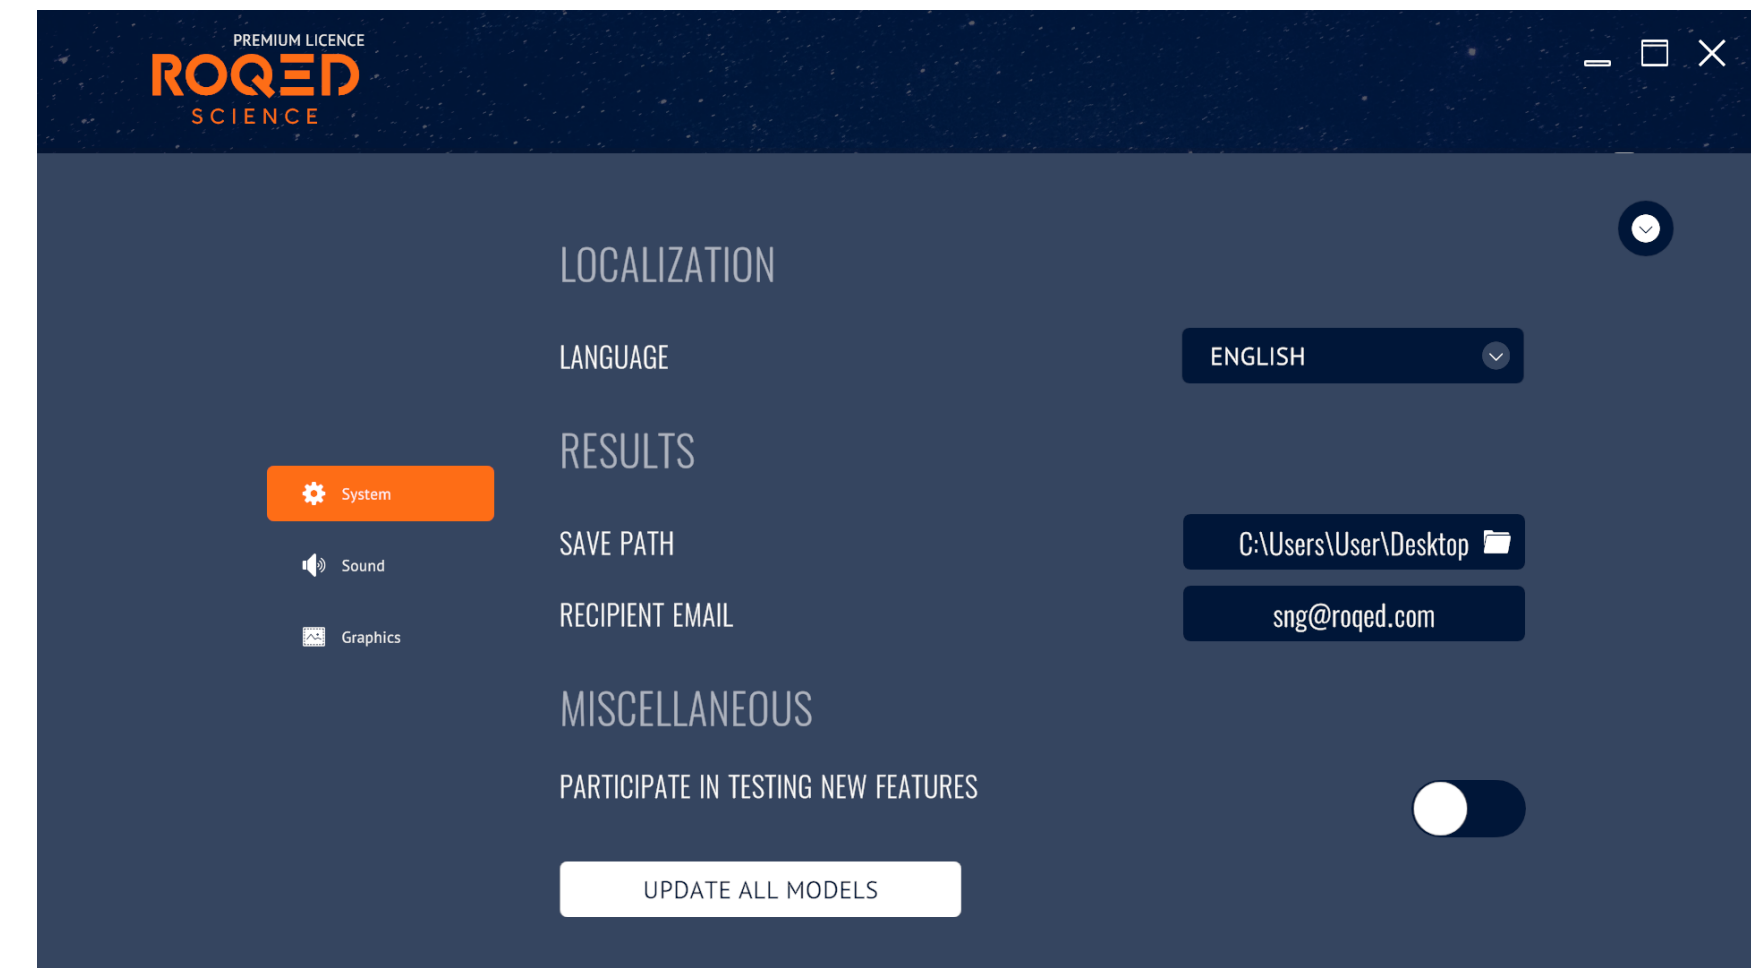 PREMIUM LICENCE
ROQED
SCIENCE
LOCALIZATION
LANGUAGE
ENGLISH
RESULTS
System
SAVE PATH
C:\Users\User\Desktop
Sound
RECIPIENT EMAIL
sng@roqed.com
Graphics
MISCELLANEOUS
PARTICIPATE IN TESTING NEW FEATURES
UPDATE ALL MODELS